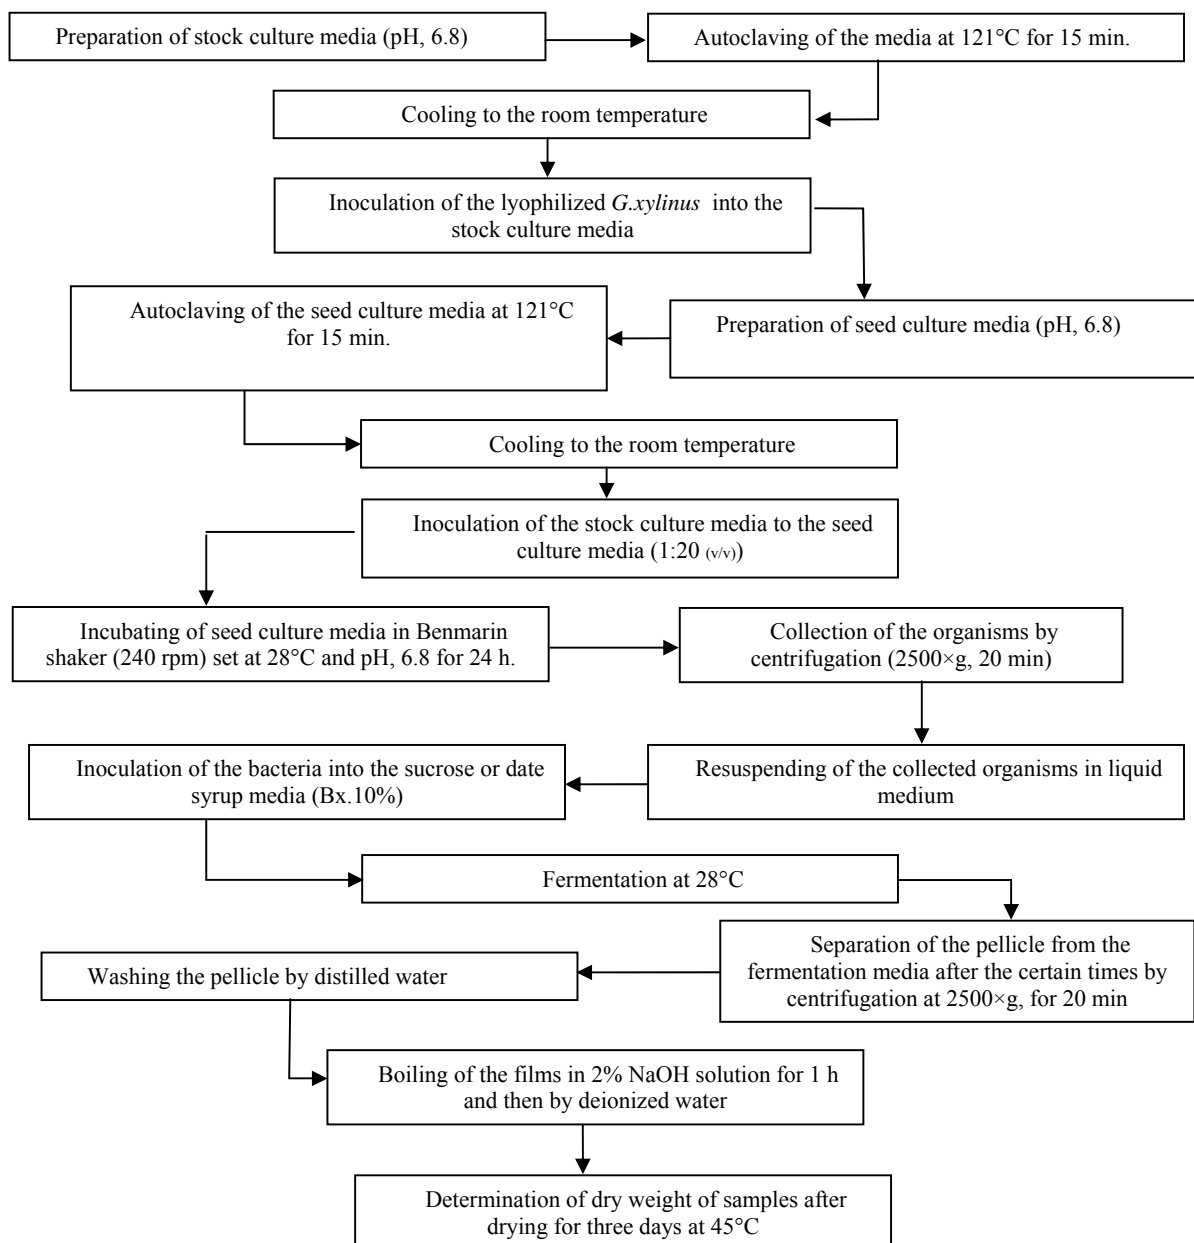 Preparation of stock culture media (pH, 6.8)
Autoclaving of the media at 121°C for 15 min.
Cooling to the room temperature
Inoculation of the lyophilized G.xylinus into the
stock culture media
Preparation of seed culture media (pH, 6.8)
Autoclaving of the seed culture media at 121°C
for 15 min.
Cooling to the room temperature
Inoculation of the stock culture media to the seed
culture media (1:20 (v/v))
Incubating of seed culture media in Benmarin
shaker (240 rpm) set at 28°C and pH, 6.8 for 24 h.
Collection of the organisms by
centrifugation (2500×g, 20 min)
Resuspending of the collected organisms in liquid
medium
Inoculation of the bacteria into the sucrose or date
syrup media (Bx.10%)
Fermentation at 28°C
Separation of the pellicle from the
fermentation media after the certain times by
centrifugation at 2500×g, for 20 min
Washing the pellicle by distilled water
Boiling of the films in 2% NaOH solution for 1 h
and then by deionized water
Determination of dry weight of samples after
drying for three days at 45°C